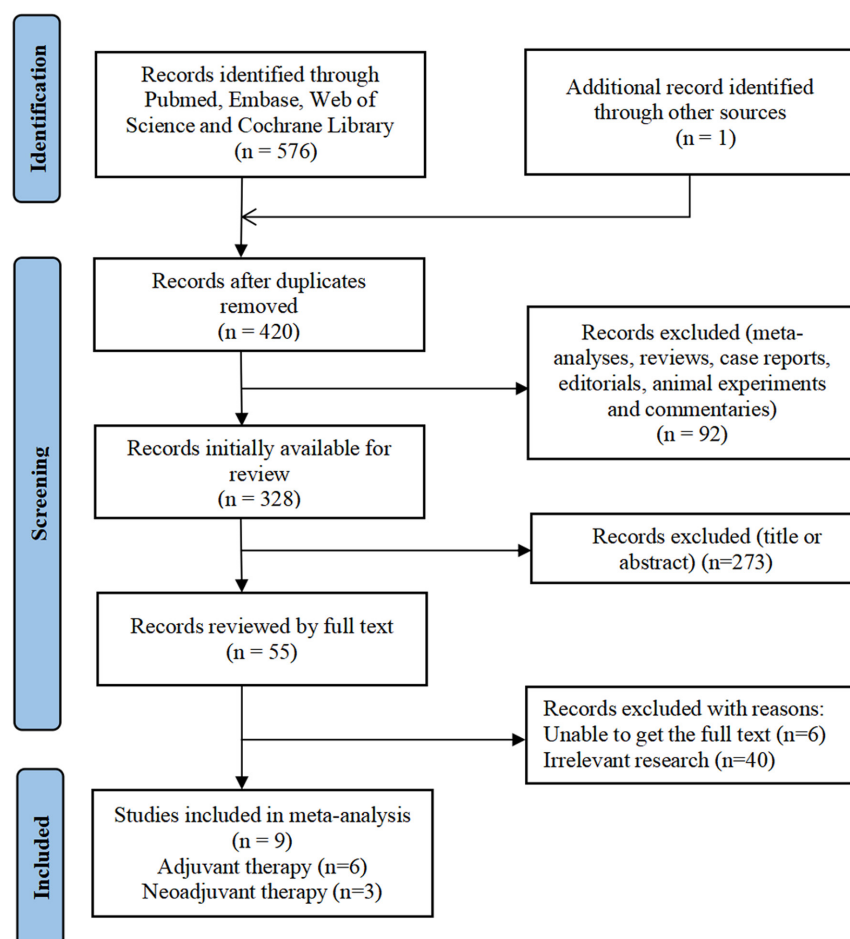 Identification
Records identified through
Pubmed, Embase, Web of
Science and Cochrane Library
(n = 576)
Additional record identified
through other sources
(n = 1)
Screening
Records after duplicates
removed
(n = 420)
Records excluded (meta-
analyses, reviews, case reports,
editorials, animal experiments
and commentaries)
(n = 92)
Records initially available for
review
(n = 328)
Records excluded (title or
abstract) (n=273)
Records reviewed by full text
(n = 55)
Records excluded with reasons:
Unable to get the full text (n=6)
Irrelevant research (n=40)
Included
Studies included in meta-analysis
(n = 9)
Adjuvant therapy (n=6)
Neoadjuvant therapy (n=3)